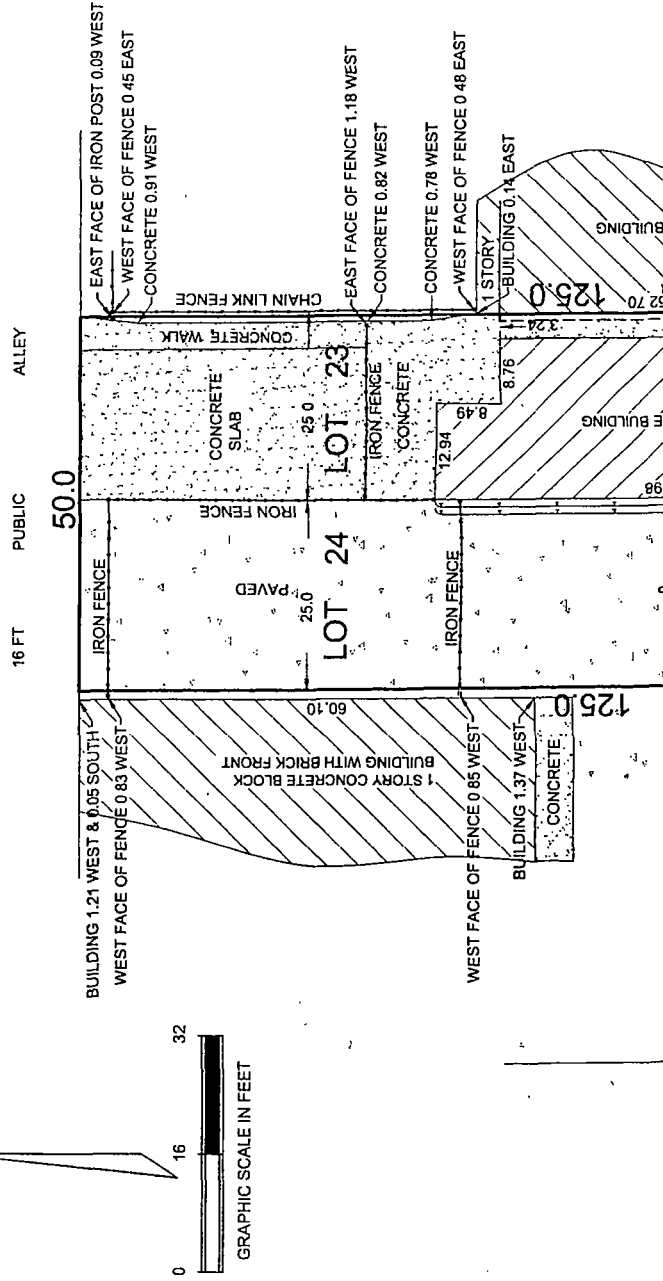 16 FT PUBLIC ALLEY
50.0
BUILDING 1.21 WEST & 0.05 SOUTH
WEST FACE OF FENCE 0.83 WEST
IRON FENCE
EAST FACE OF IRON POST 0.09 WEST
WEST FACE OF FENCE 0.45 EAST
CONCRETE 0.91 WEST
CHAIN LINK FENCE
CONCRETE WALK
CONCRETE
SLAB
25.0
LOT 23
IRON FENCE
PAVED
25.0
LOT 24
IRON FENCE
CONCRETE
EAST FACE OF FENCE 1.18 WEST
CONCRETE 0.82 WEST
CONCRETE 0.78 WEST
WEST FACE OF FENCE 0.48 EAST
1 STORY
BUILDING 0.14 EAST
60.10
1 STORY CONCRETE BLOCK
BUILDING WITH BRICK FRONT
IRON FENCE
WEST FACE OF FENCE 0.85 WEST
BUILDING 1.37 WEST
CONCRETE
125.0
12.94
8.49
8.76
3.24
125.0
52.70
BUILDING
E BUILDING
98
0 16 32
GRAPHIC SCALE IN FEET